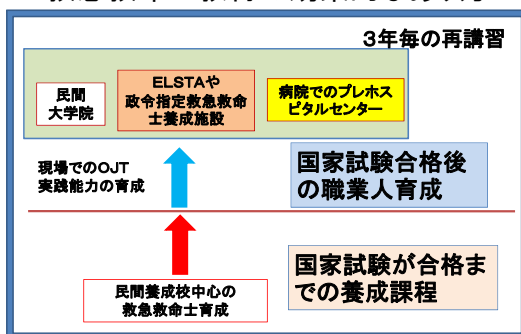 3年毎の再講習
民間
大学院
ELSTAや
政令指定救急救命
士養成施設
病院でのプレホス
ピタルセンター
現場でのOJT
実践能力の育成
国家試験合格後
の職業人育成
国家試験が合格ま
での養成課程
民間養成校中心の
救急救命士育成